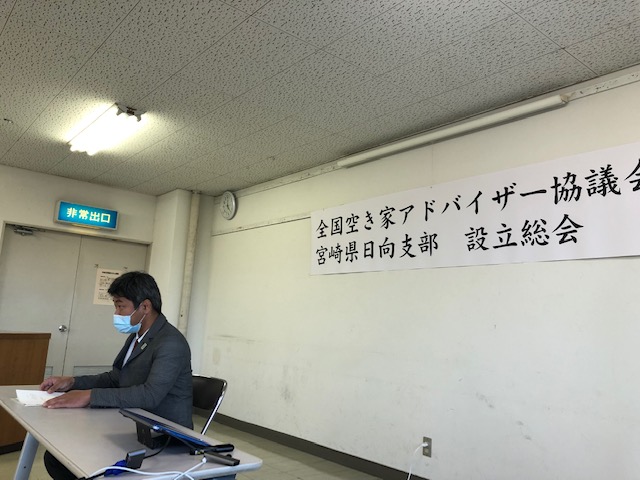 非常出口
全国空き家アドバイザー協議会
宮崎県日向支部 設立総会